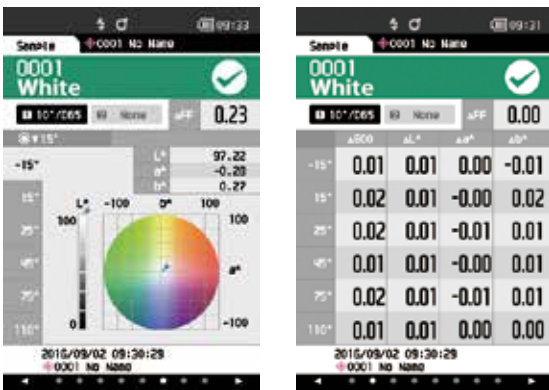 09:33
Sample 0001 No Name
0001
White
10°/D65 None ΔFF 0.23
▼15°
-15° L* 97.22
a* -0.28
b* 0.27
15° L* -100 b* 100
100 100
25°
45° a*
75°
110° 0 -100
2016/09/02 09:30:29
0001 No Name
09:31
Sample 0001 No Name
0001
White
10°/D65 None ΔFF 0.00
ΔE00 ΔL* Δa* Δb*
-15° 0.01 0.01 0.00 -0.01
15° 0.02 0.01 -0.00 0.02
25° 0.02 0.01 -0.01 0.01
45° 0.01 0.01 -0.00 0.01
75° 0.02 0.01 -0.01 0.01
110° 0.01 0.01 0.00 0.00
2016/09/02 09:30:29
0001 No Name